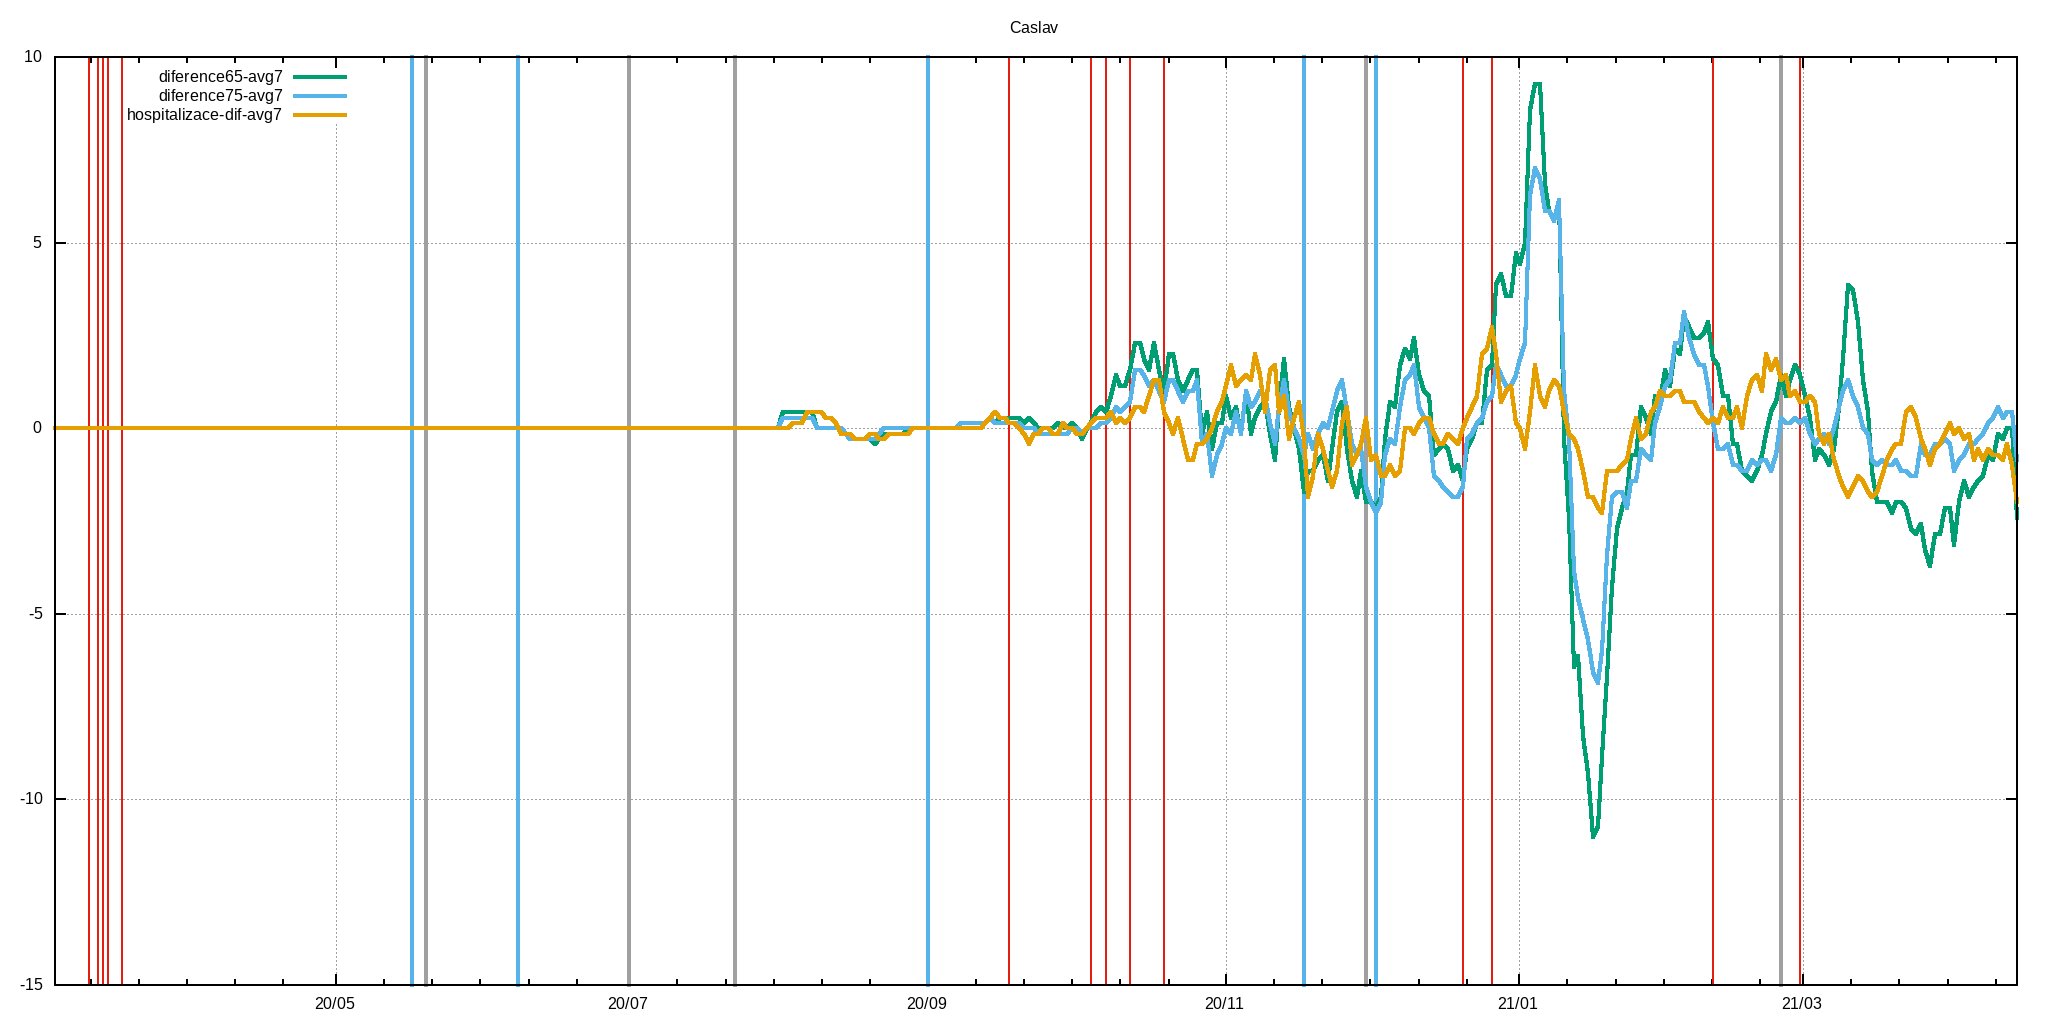 Caslav
10
diference65-avg7
diference75-avg7
hospitalizace-dif-avg7
5
0
-5
-10
-15
20/05 20/07 20/09 20/11 21/01 21/03